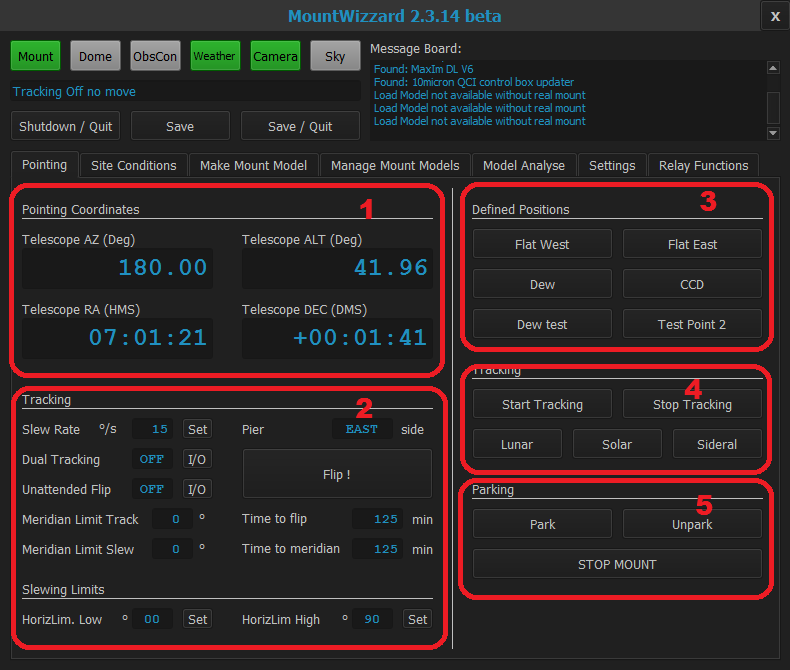 MountWizzard 2.3.14 beta
X
Mount Dome ObsCon Weather Camera Sky
Message Board:
Found: MaxIm DL V6
Found: 10micron QCI control box updater
Load Model not available without real mount
Load Model not available without real mount
Load Model not available without real mount
Tracking Off no move
Shutdown / Quit Save Save / Quit
Pointing Site Conditions Make Mount Model Manage Mount Models Model Analyse Settings Relay Functions
1
Pointing Coordinates
Telescope AZ (Deg) Telescope ALT (Deg)
180.00 41.96
Telescope RA (HMS) Telescope DEC (DMS)
07:01:21 +00:01:41
2
Tracking
Slew Rate °/s 15 Set Pier EAST side
Dual Tracking OFF I/O Flip !
Unattended Flip OFF I/O
Meridian Limit Track 0 ° Time to flip 125 min
Meridian Limit Slew 0 ° Time to meridian 125 min
Slewing Limits
HorizLim. Low ° 00 Set HorizLim High ° 90 Set
3
Defined Positions
Flat West Flat East
Dew CCD
Dew test Test Point 2
Tracking
4
Start Tracking Stop Tracking
Lunar Solar Sideral
Parking
5
Park Unpark
STOP MOUNT